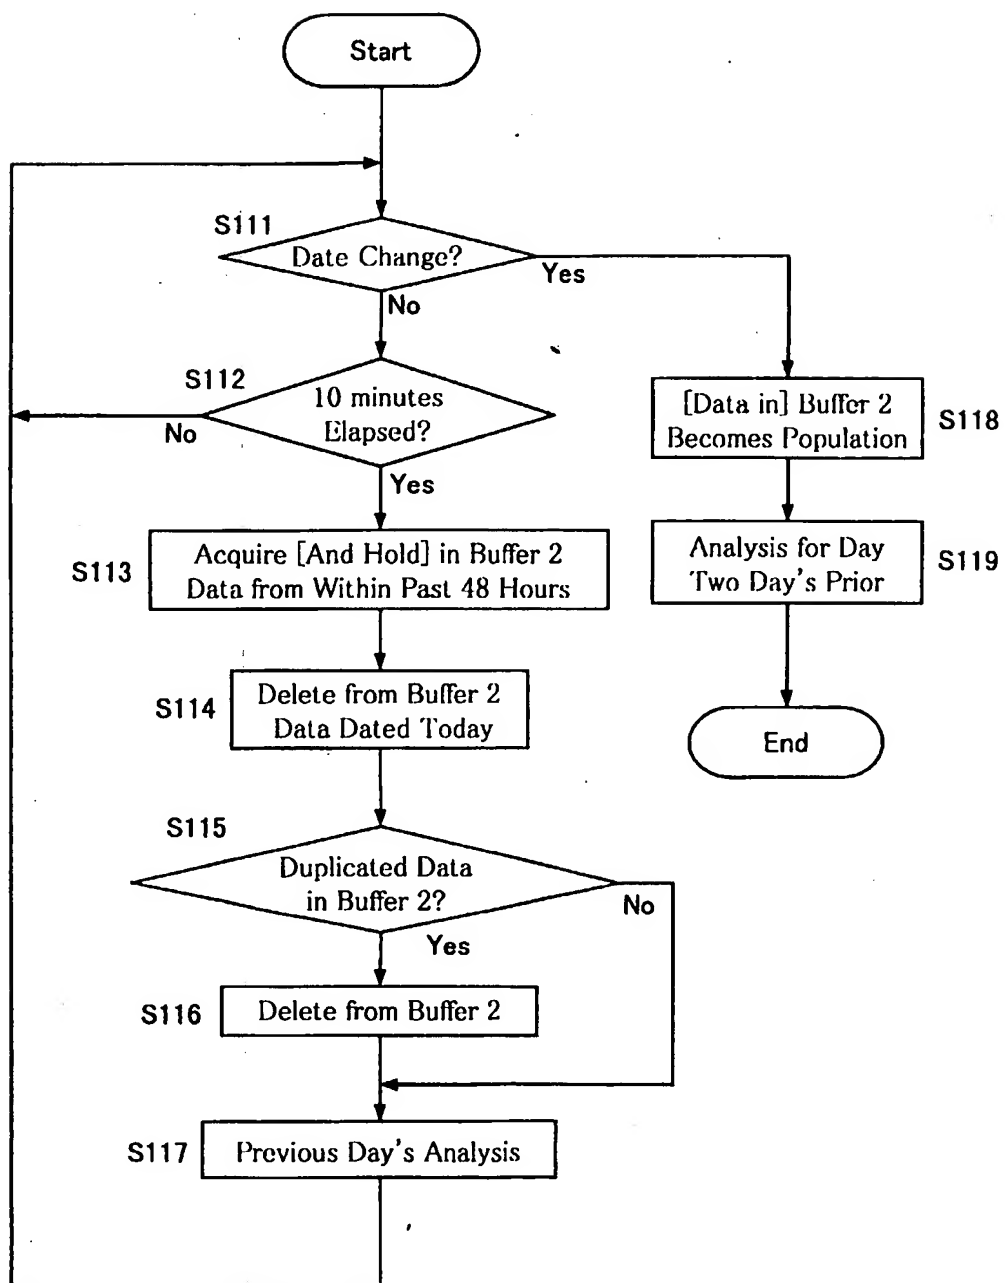 Start
S111
Date Change?
Yes
No
S112
10 minutes
Elapsed?
No
Yes
[Data in] Buffer 2
Becomes Population
S118
S113
Acquire [And Hold] in Buffer 2
Data from Within Past 48 Hours
Analysis for Day
Two Day's Prior
S119
S114
Delete from Buffer 2
Data Dated Today
End
S115
Duplicated Data
in Buffer 2?
No
Yes
S116
Delete from Buffer 2
S117
Previous Day's Analysis